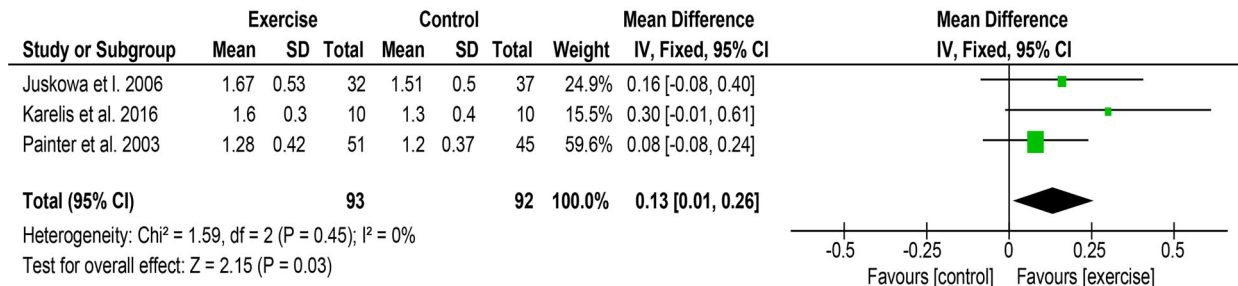 Exercise Control Mean Difference Mean Difference
Study or Subgroup Mean SD Total Mean SD Total Weight IV, Fixed, 95% CI IV, Fixed, 95% CI
Juskowa et l. 2006 1.67 0.53 32 1.51 0.5 37 24.9% 0.16 [-0.08, 0.40]
Karelis et al. 2016 1.6 0.3 10 1.3 0.4 10 15.5% 0.30 [-0.01, 0.61]
Painter et al. 2003 1.28 0.42 51 1.2 0.37 45 59.6% 0.08 [-0.08, 0.24]
Total (95% CI) 93 92 100.0% 0.13 [0.01, 0.26]
Heterogeneity: Chi² = 1.59, df = 2 (P = 0.45); I² = 0%
Test for overall effect: Z = 2.15 (P = 0.03)
-0.5 -0.25 0 0.25 0.5
Favours [control] Favours [exercise]